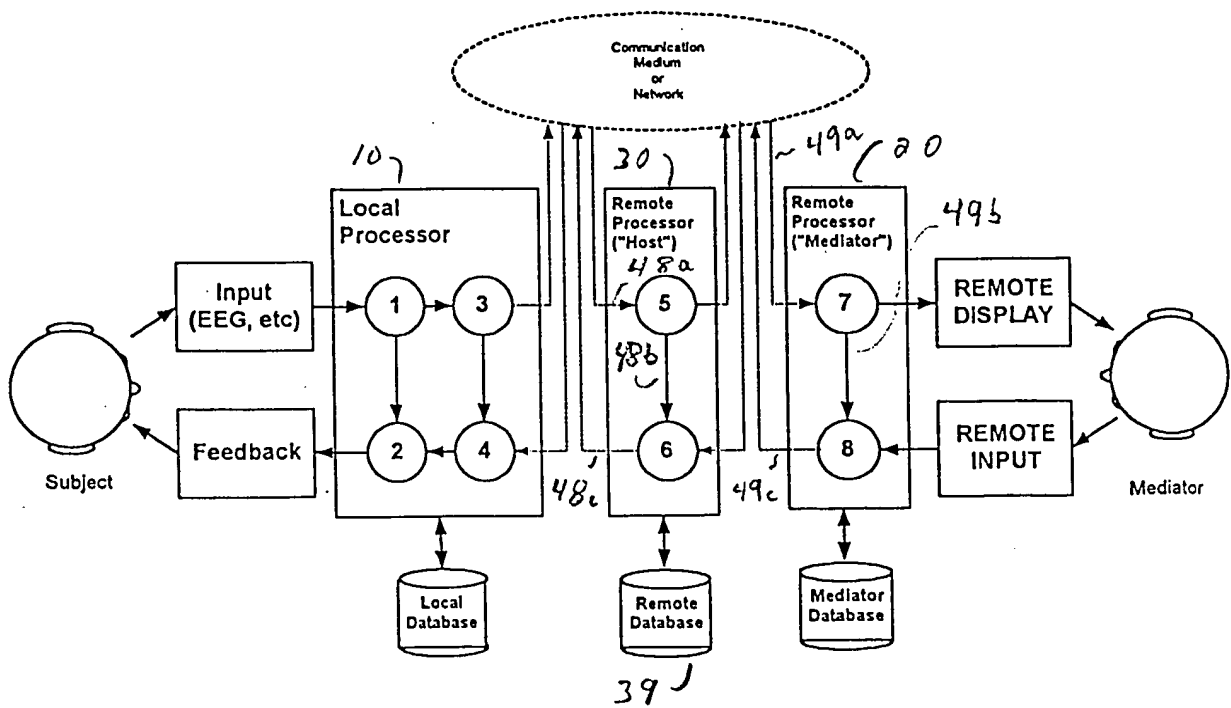 Communication
Medium
or
Network
10
30
49a
20
Local
Processor
Remote
Processor
("Host")
Remote
Processor
("Mediator")
49b
48a
Input
(EEG, etc)
1
3
5
7
REMOTE
DISPLAY
48b
Feedback
2
4
6
8
REMOTE
INPUT
Subject
48c
49c
Mediator
Local
Database
Remote
Database
Mediator
Database
39